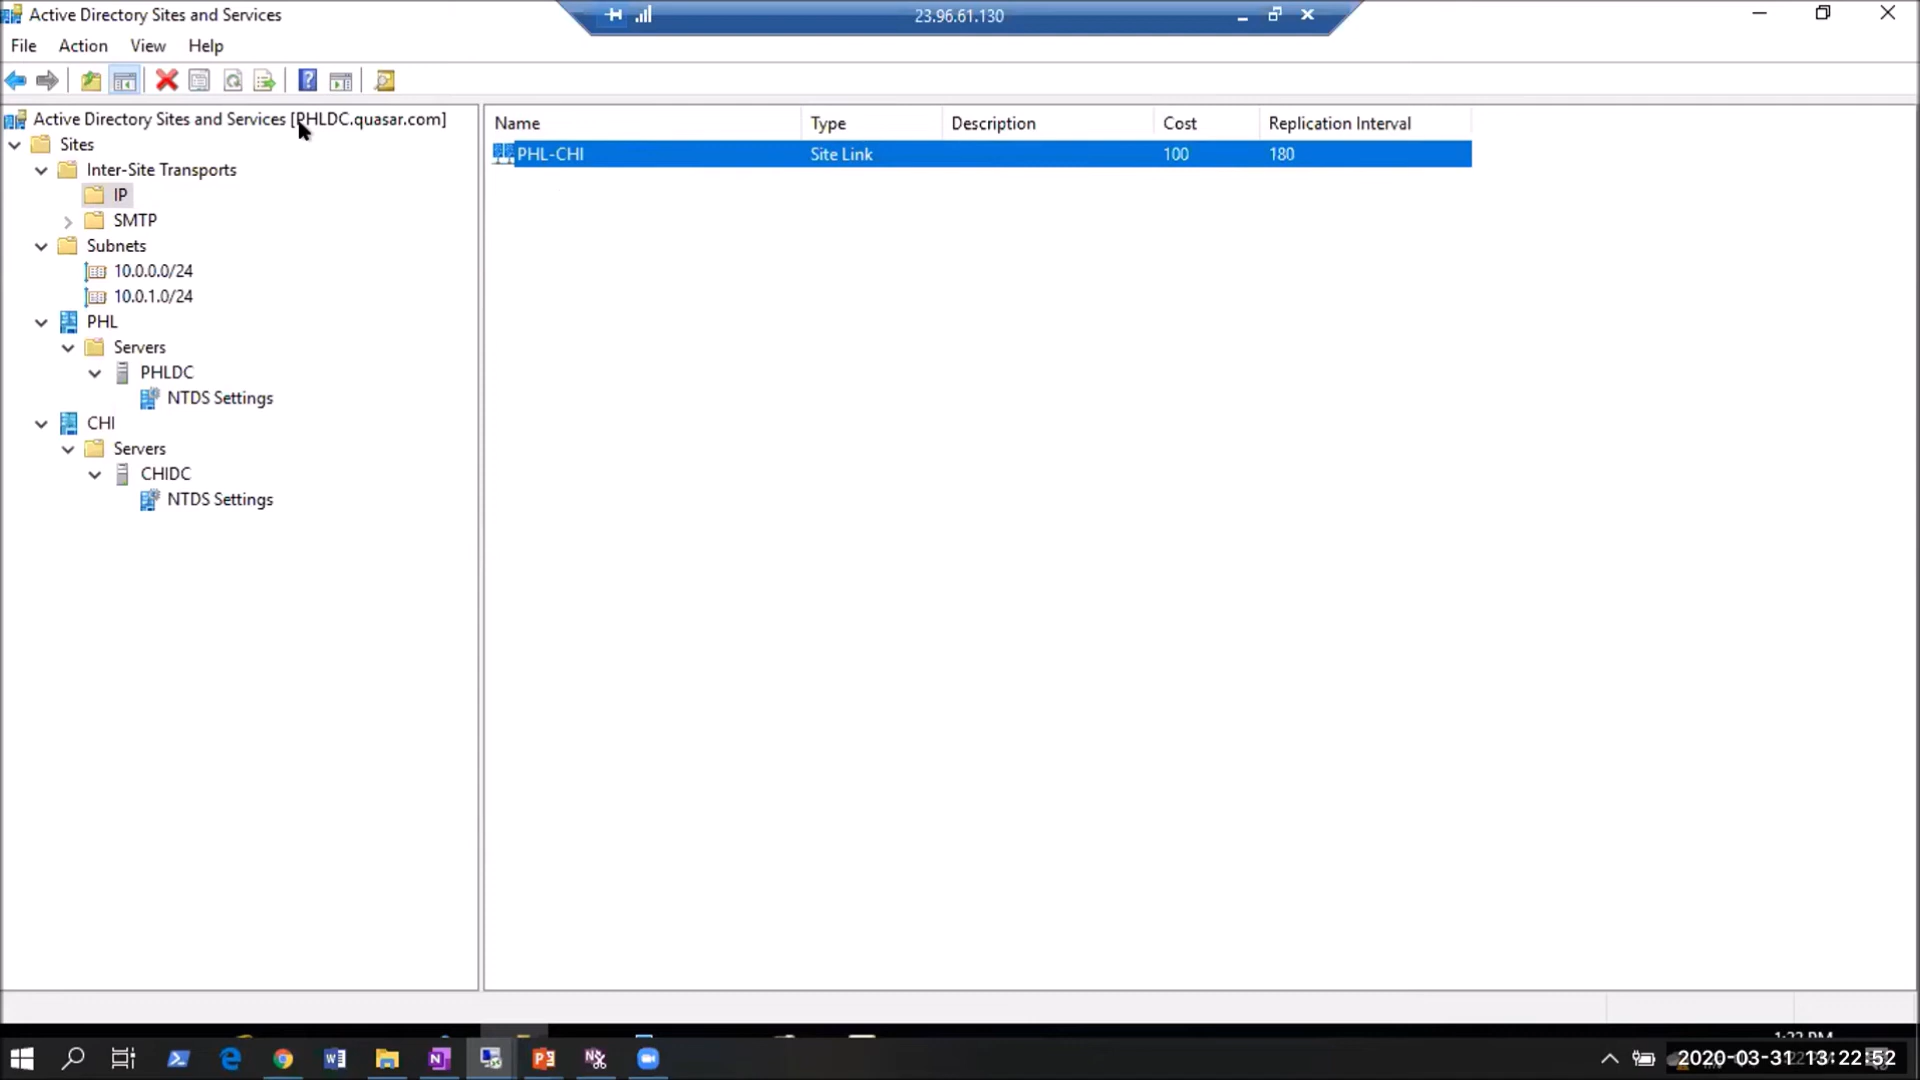 Active Directory Sites and Services
23.96.61.130
File Action View Help
Active Directory Sites and Services [PHLDC.quasar.com]
Sites
Inter-Site Transports
IP
SMTP
Subnets
10.0.0.0/24
10.0.1.0/24
PHL
Servers
PHLDC
NTDS Settings
CHI
Servers
CHIDC
NTDS Settings
Name Type Description Cost Replication Interval
PHL-CHI Site Link 100 180
2020-03-31 13:22:52